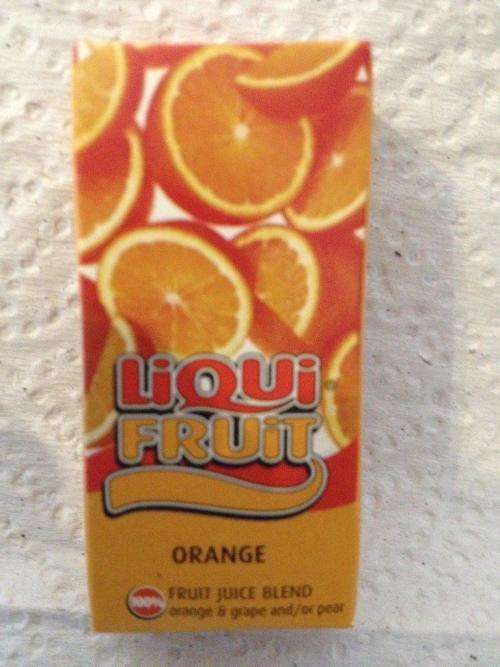 LiQUi
FRUiT
ORANGE
100% FRUIT JUICE BLEND
orange & grape and/or pear